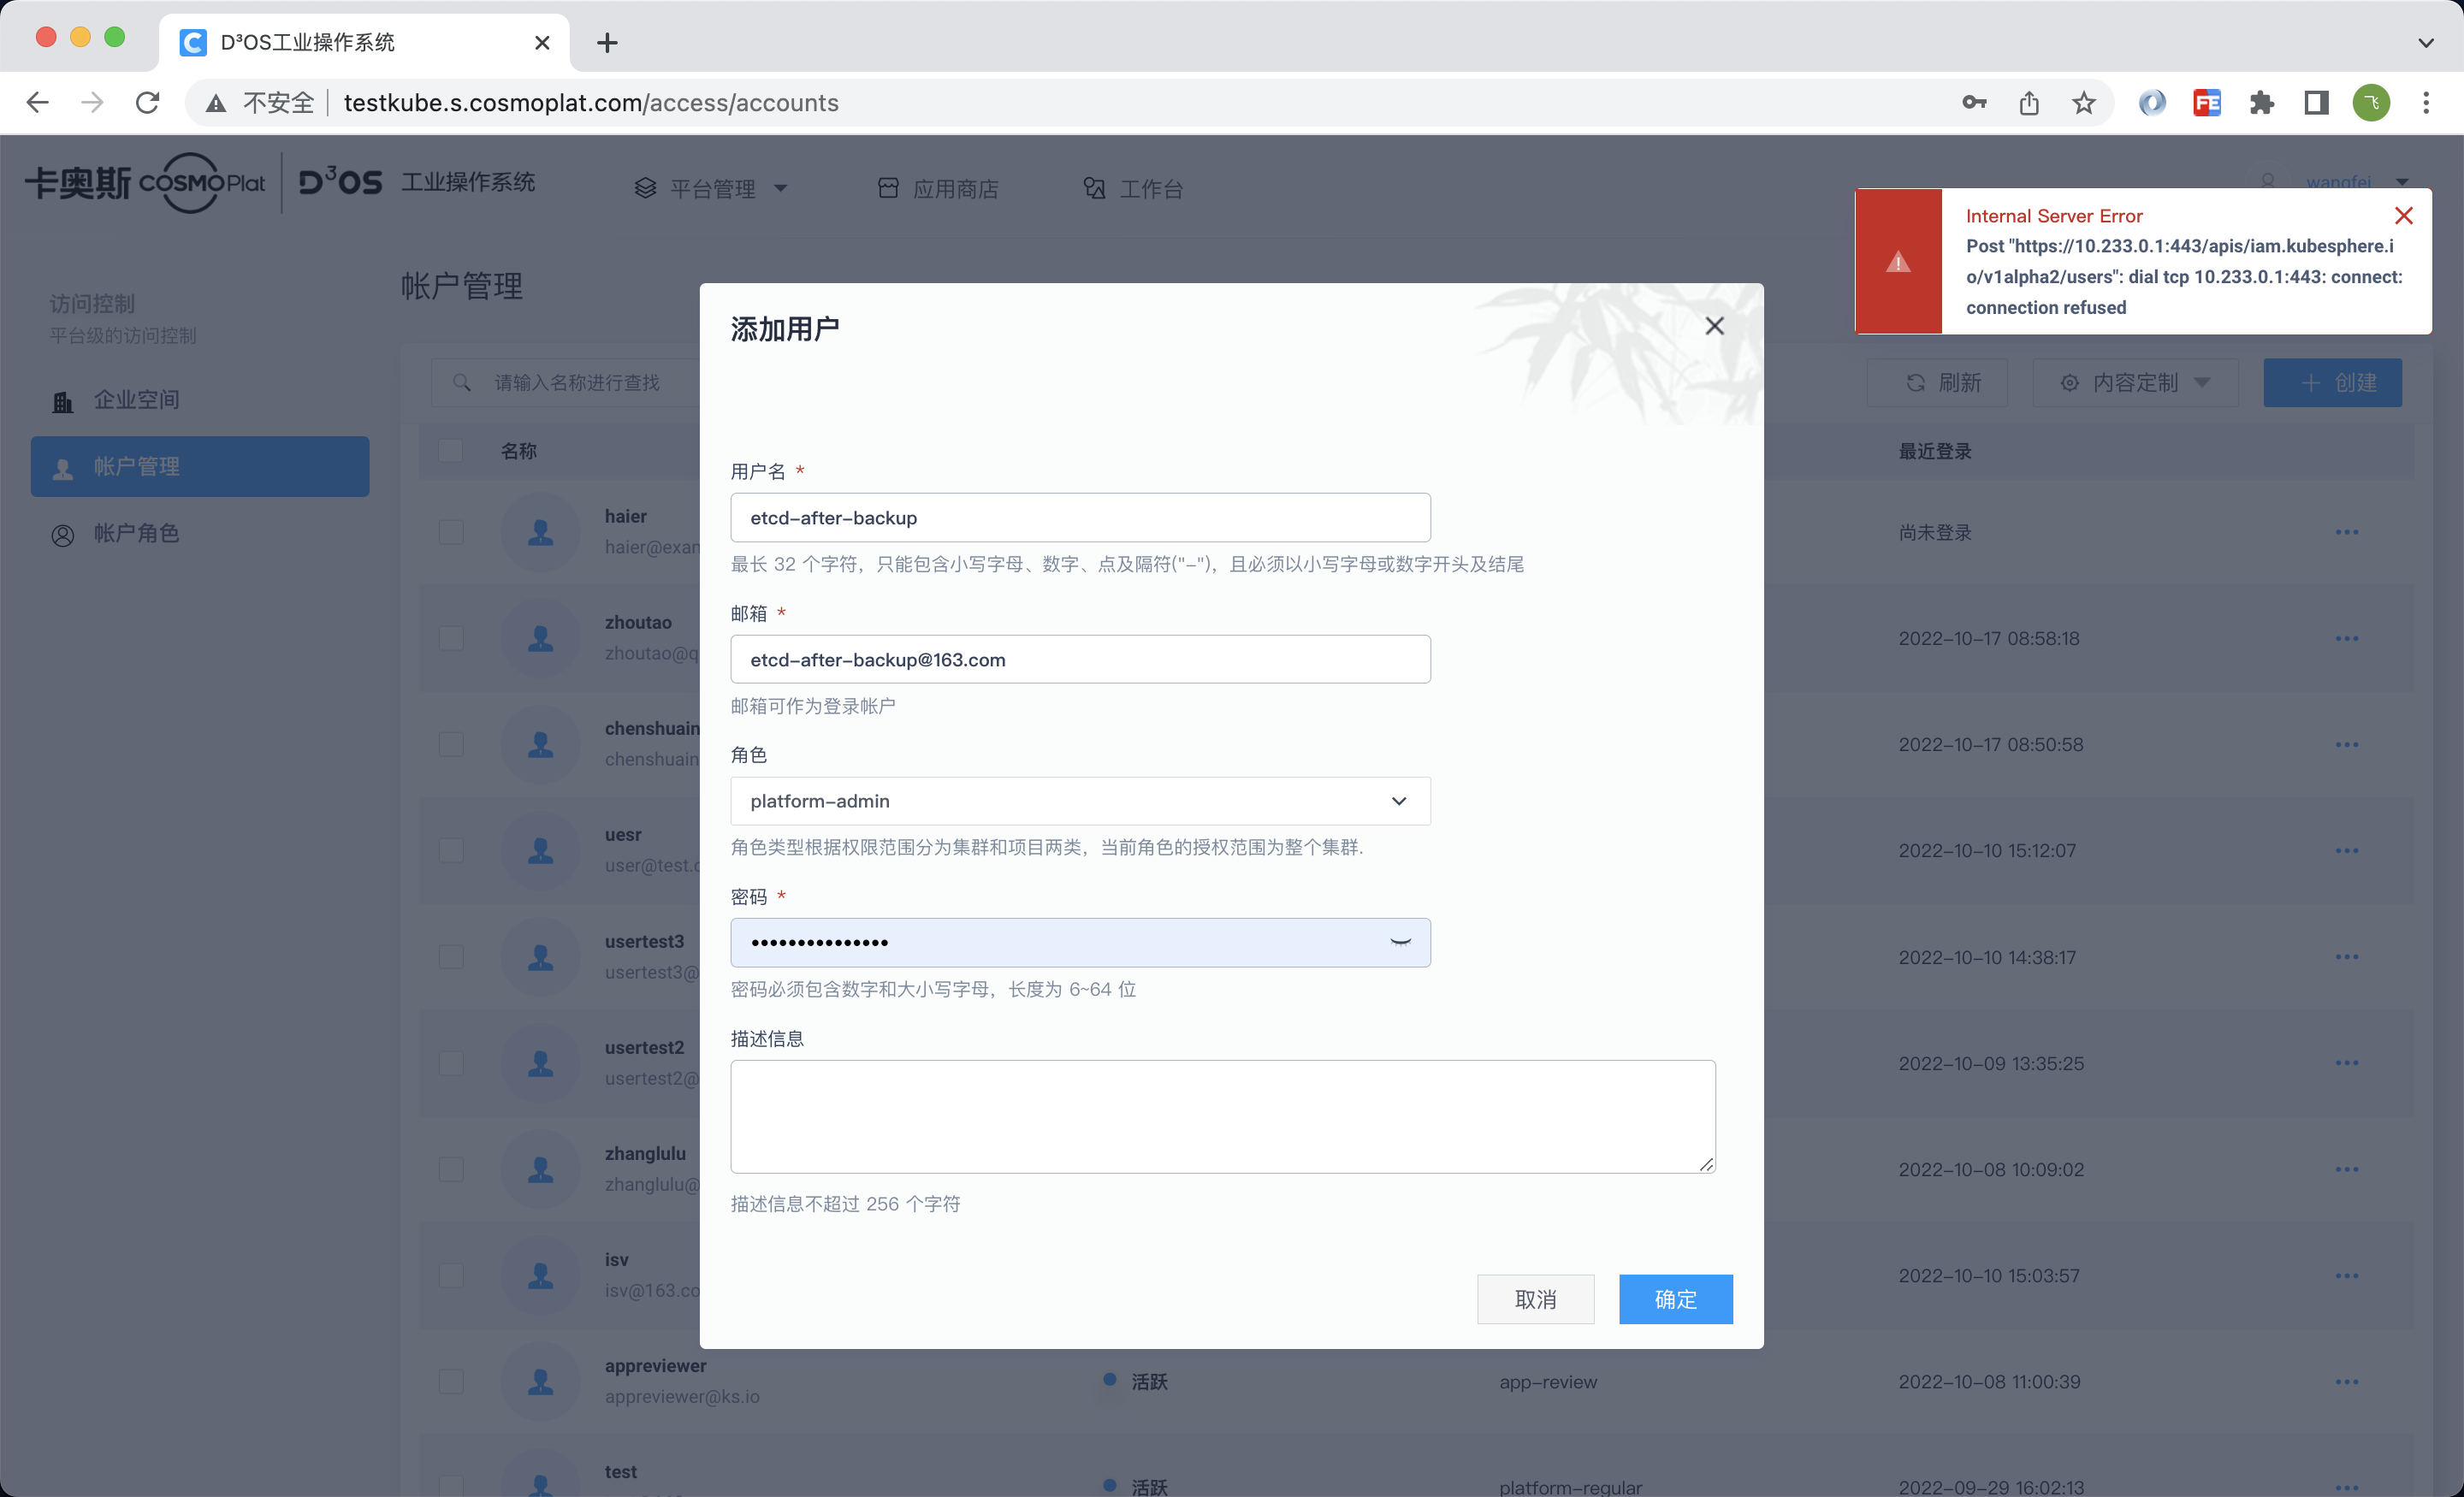 D³OS工业操作系统
不安全
testkube.s.cosmoplat.com/access/accounts
卡奥斯 COSMOPlat D³OS 工业操作系统
平台管理
应用商店
工作台
wangfei
Internal Server Error
Post "https://10.233.0.1:443/apis/iam.kubesphere.i
o/v1alpha2/users": dial tcp 10.233.0.1:443: connect:
connection refused
访问控制
平台级的访问控制
企业空间
帐户管理
帐户角色
帐户管理
请输入名称进行查找
刷新
内容定制
创建
名称
最近登录
haier
haier@exam
尚未登录
zhoutao
zhoutao@q
2022-10-17 08:58:18
chenshuain
chenshuain
2022-10-17 08:50:58
uesr
user@test.c
2022-10-10 15:12:07
usertest3
usertest3@
2022-10-10 14:38:17
usertest2
usertest2@
2022-10-09 13:35:25
zhanglulu
zhanglulu@
2022-10-08 10:09:02
isv
isv@163.co
2022-10-10 15:03:57
appreviewer
appreviewer@ks.io
活跃
app-review
2022-10-08 11:00:39
test
活跃
platform-regular
2022-09-29 16:02:13
添加用户
用户名 *
etcd-after-backup
最长 32 个字符，只能包含小写字母、数字、点及隔符("-")，且必须以小写字母或数字开头及结尾
邮箱 *
etcd-after-backup@163.com
邮箱可作为登录帐户
角色
platform-admin
角色类型根据权限范围分为集群和项目两类，当前角色的授权范围为整个集群.
密码 *
•••••••••••••••
密码必须包含数字和大小写字母，长度为 6~64 位
描述信息
描述信息不超过 256 个字符
取消
确定